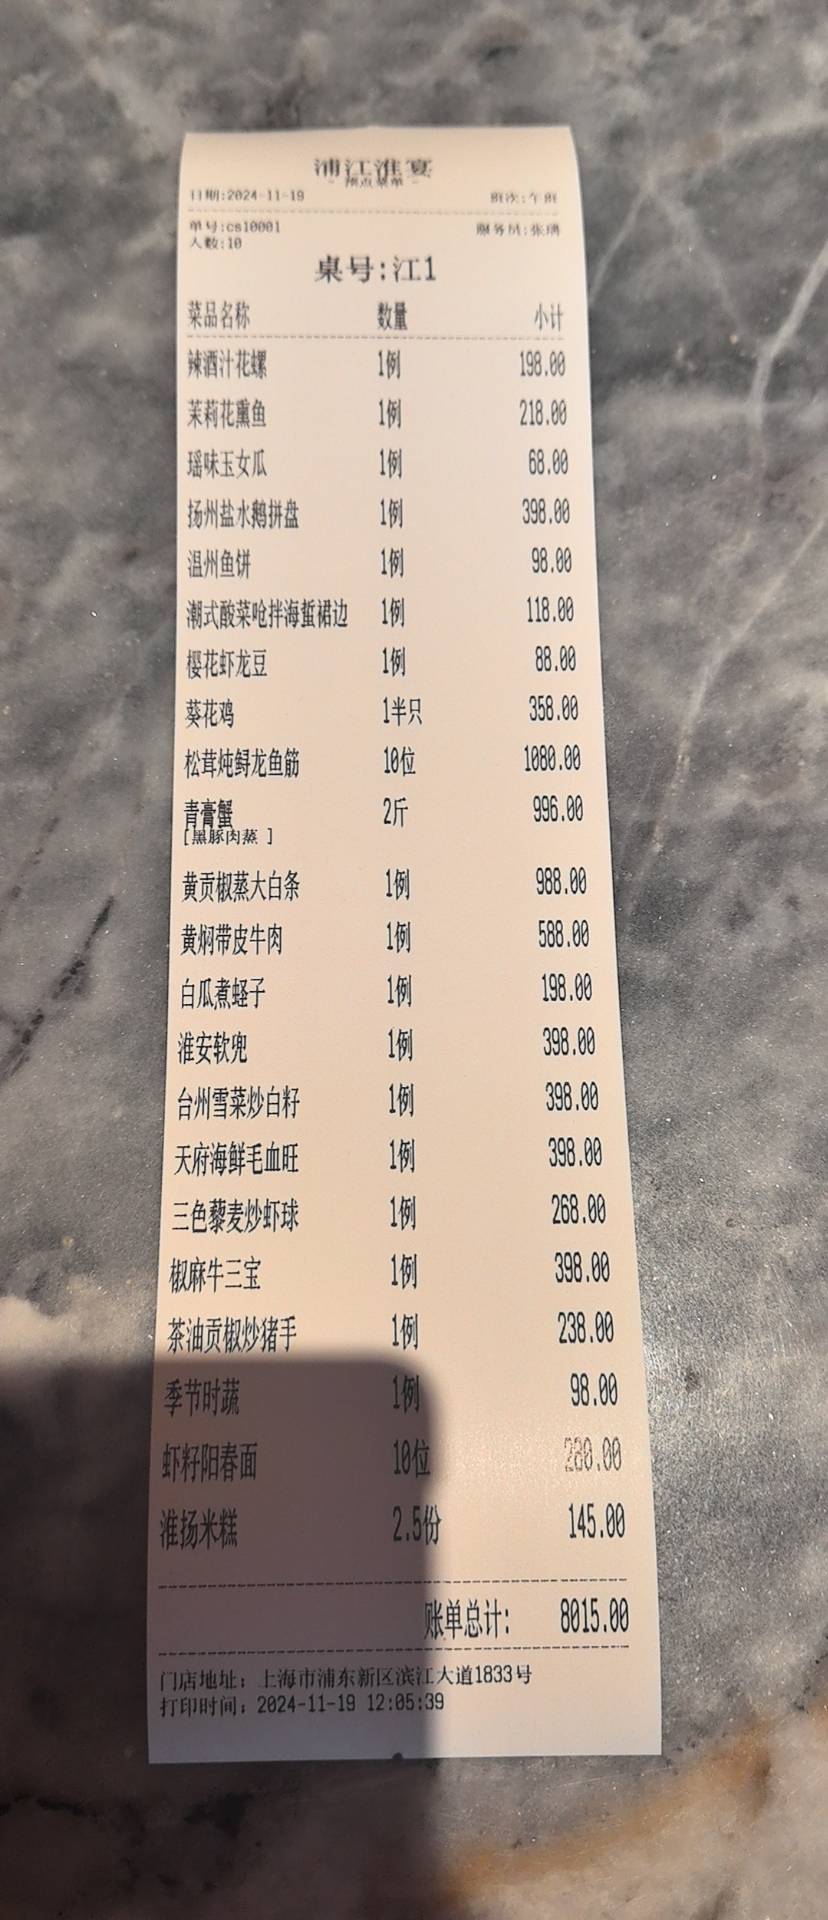 浦江淮宴
- 预点菜单 -
日期:2024-11-19 班次:午班
单号:cs10001 服务员:张瑀
人数:10
桌号:江1
菜品名称 数量 小计
辣酒汁花螺 1例 198.00
茉莉花熏鱼 1例 218.00
瑶味玉女瓜 1例 68.00
扬州盐水鹅拼盘 1例 398.00
温州鱼饼 1例 98.00
潮式酸菜呛拌海蜇裙边 1例 118.00
樱花虾龙豆 1例 88.00
葵花鸡 1半只 358.00
松茸炖鲟龙鱼筋 10位 1080.00
青膏蟹 2斤 996.00
[黑豚肉蒸 ]
黄贡椒蒸大白条 1例 988.00
黄焖带皮牛肉 1例 588.00
白瓜煮蛏子 1例 198.00
淮安软兜 1例 398.00
台州雪菜炒白籽 1例 398.00
天府海鲜毛血旺 1例 398.00
三色藜麦炒虾球 1例 268.00
椒麻牛三宝 1例 398.00
茶油贡椒炒猪手 1例 238.00
季节时蔬 1例 98.00
虾籽阳春面 10位 280.00
淮扬米糕 2.5份 145.00
账单总计: 8015.00
门店地址：上海市浦东新区滨江大道1833号
打印时间：2024-11-19 12:05:39